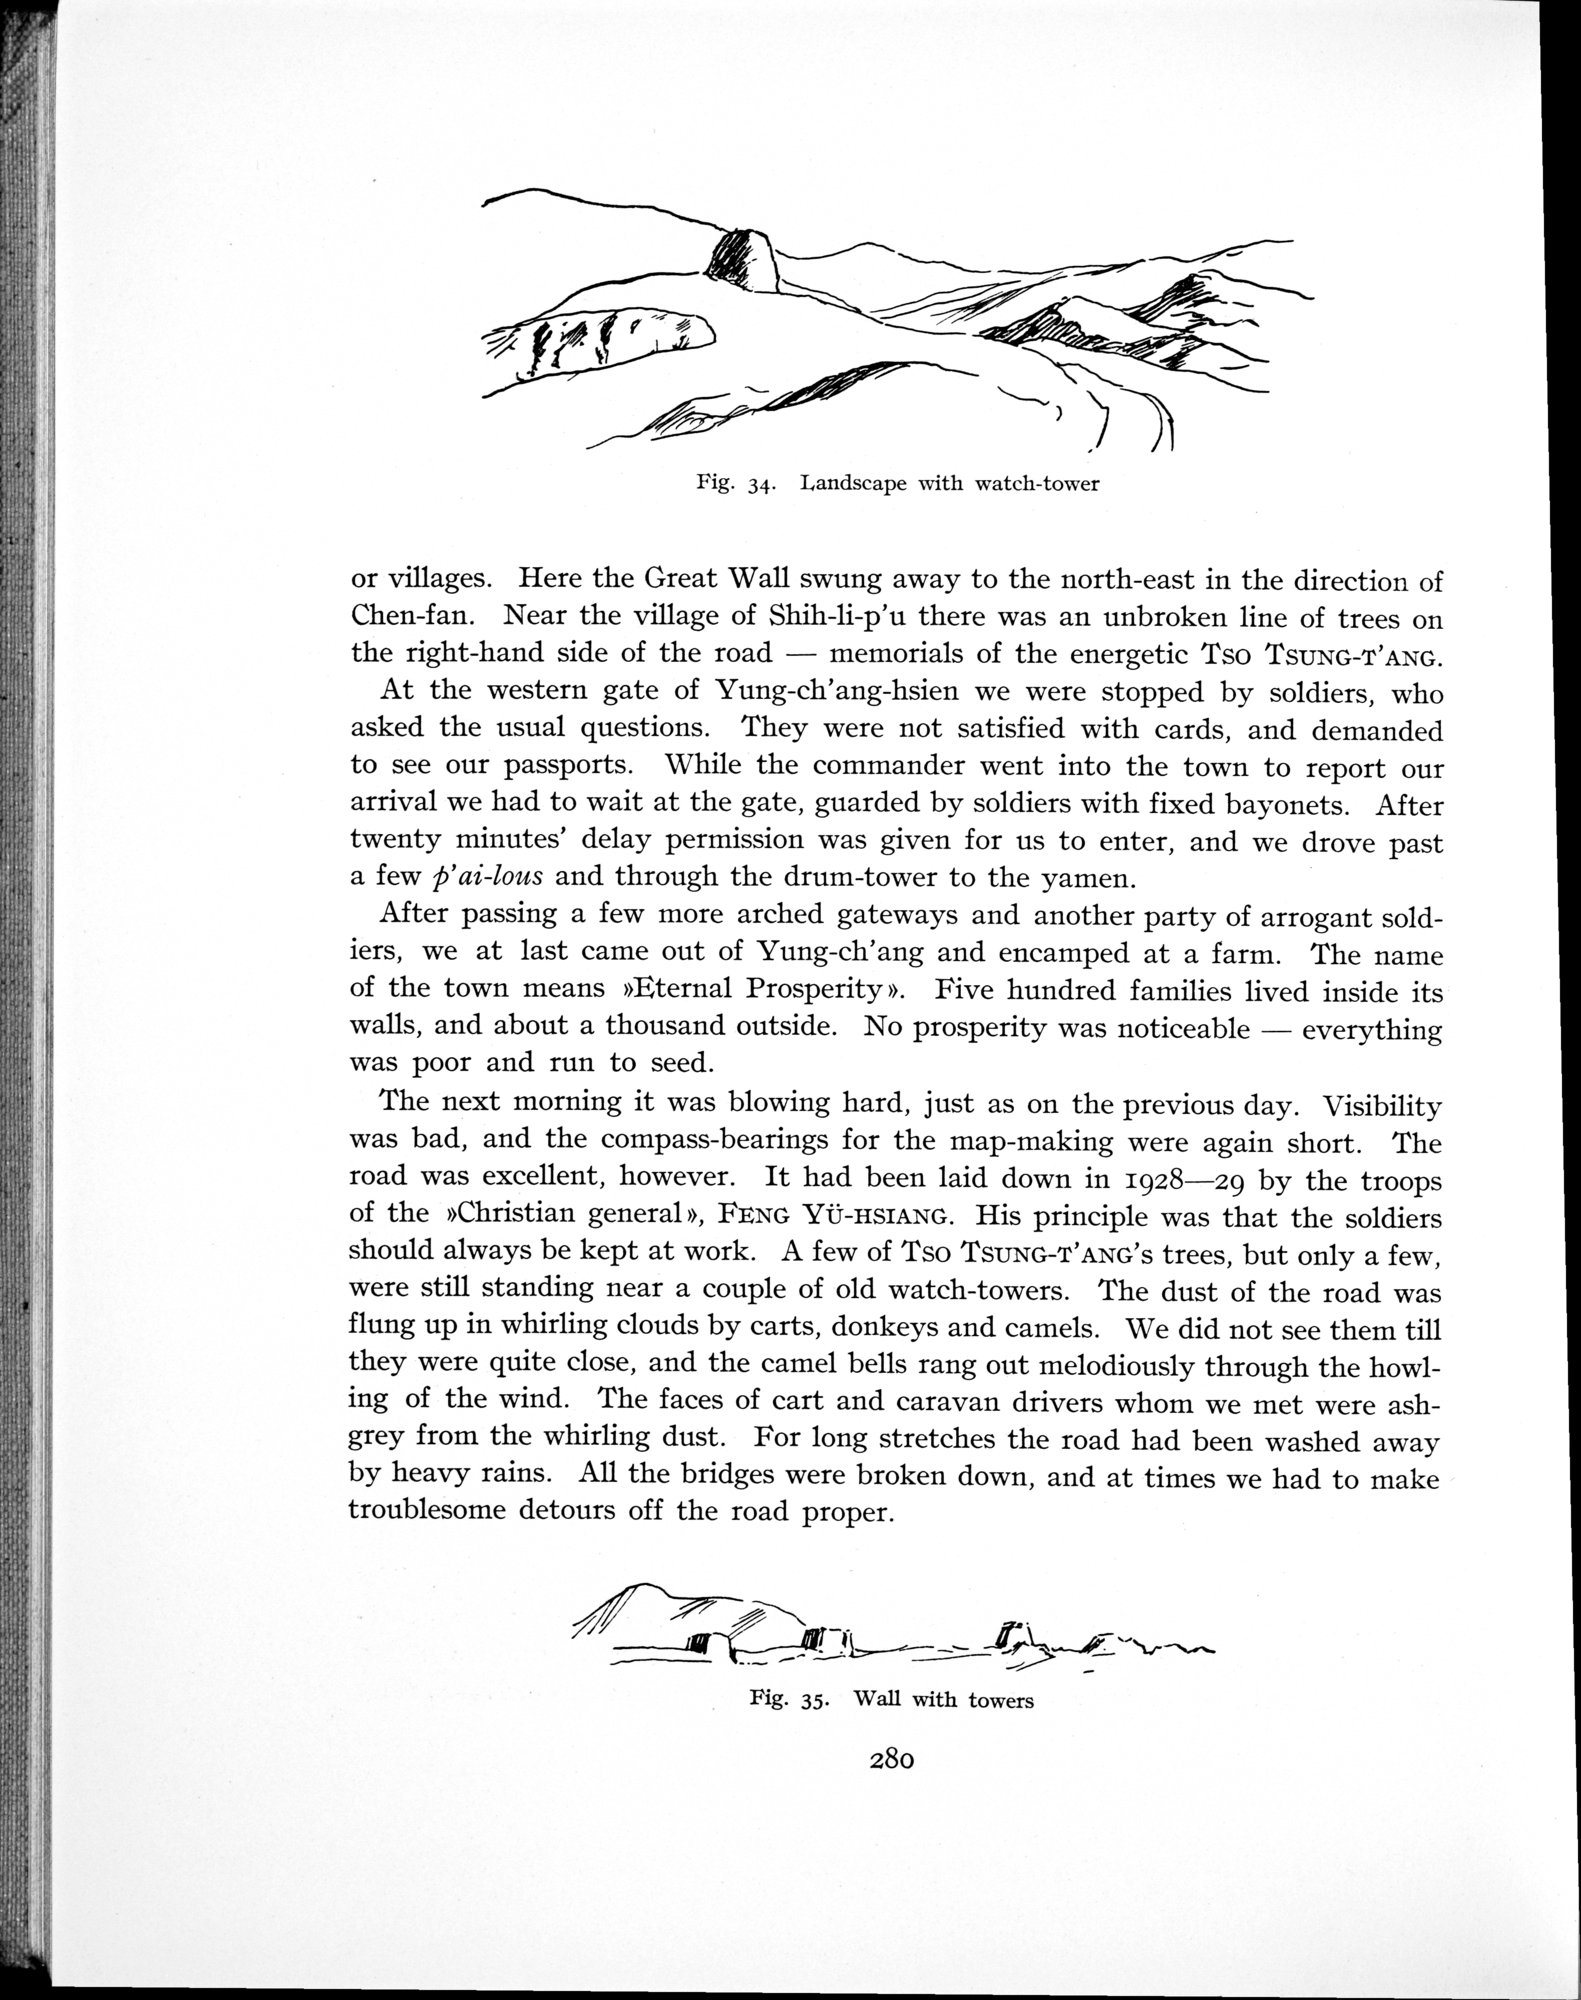 Fig. 34. Landscape with watch-tower
or villages. Here the Great Wall swung away to the north-east in the direction of
Chen-fan. Near the village of Shih-li-p'u there was an unbroken line of trees on
the right-hand side of the road — memorials of the energetic TSO TSUNG-T'ANG.
At the western gate of Yung-ch'ang-hsien we were stopped by soldiers, who
asked the usual questions. They were not satisfied with cards, and demanded
to see our passports. While the commander went into the town to report our
arrival we had to wait at the gate, guarded by soldiers with fixed bayonets. After
twenty minutes' delay permission was given for us to enter, and we drove past
a few p'ai-lous and through the drum-tower to the yamen.
After passing a few more arched gateways and another party of arrogant sold-
iers, we at last came out of Yung-ch'ang and encamped at a farm. The name
of the town means »Eternal Prosperity». Five hundred families lived inside its
walls, and about a thousand outside. No prosperity was noticeable — everything
was poor and run to seed.
The next morning it was blowing hard, just as on the previous day. Visibility
was bad, and the compass-bearings for the map-making were again short. The
road was excellent, however. It had been laid down in 1928—29 by the troops
of the »Christian general», FENG YÜ-HSIANG. His principle was that the soldiers
should always be kept at work. A few of TSO TSUNG-T'ANG's trees, but only a few,
were still standing near a couple of old watch-towers. The dust of the road was
flung up in whirling clouds by carts, donkeys and camels. We did not see them till
they were quite close, and the camel bells rang out melodiously through the howl-
ing of the wind. The faces of cart and caravan drivers whom we met were ash-
grey from the whirling dust. For long stretches the road had been washed away
by heavy rains. All the bridges were broken down, and at times we had to make
troublesome detours off the road proper.
Fig. 35. Wall with towers
280